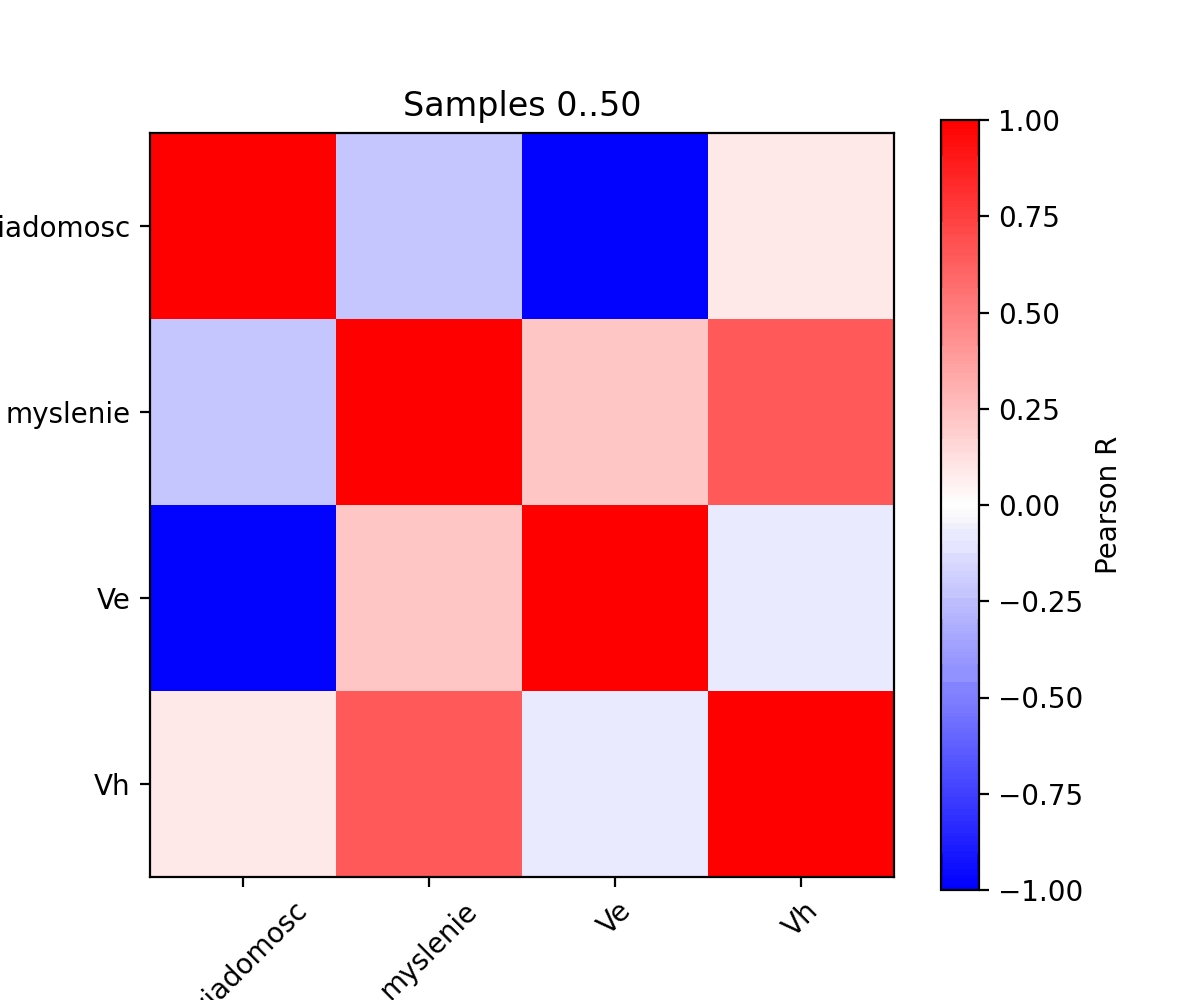 Samples 0..50
iadomosc
myslenie
Ve
Vh
iadomosc
myslenie
Ve
Vh
1.00
0.75
0.50
0.25
0.00
−0.25
−0.50
−0.75
−1.00
Pearson R